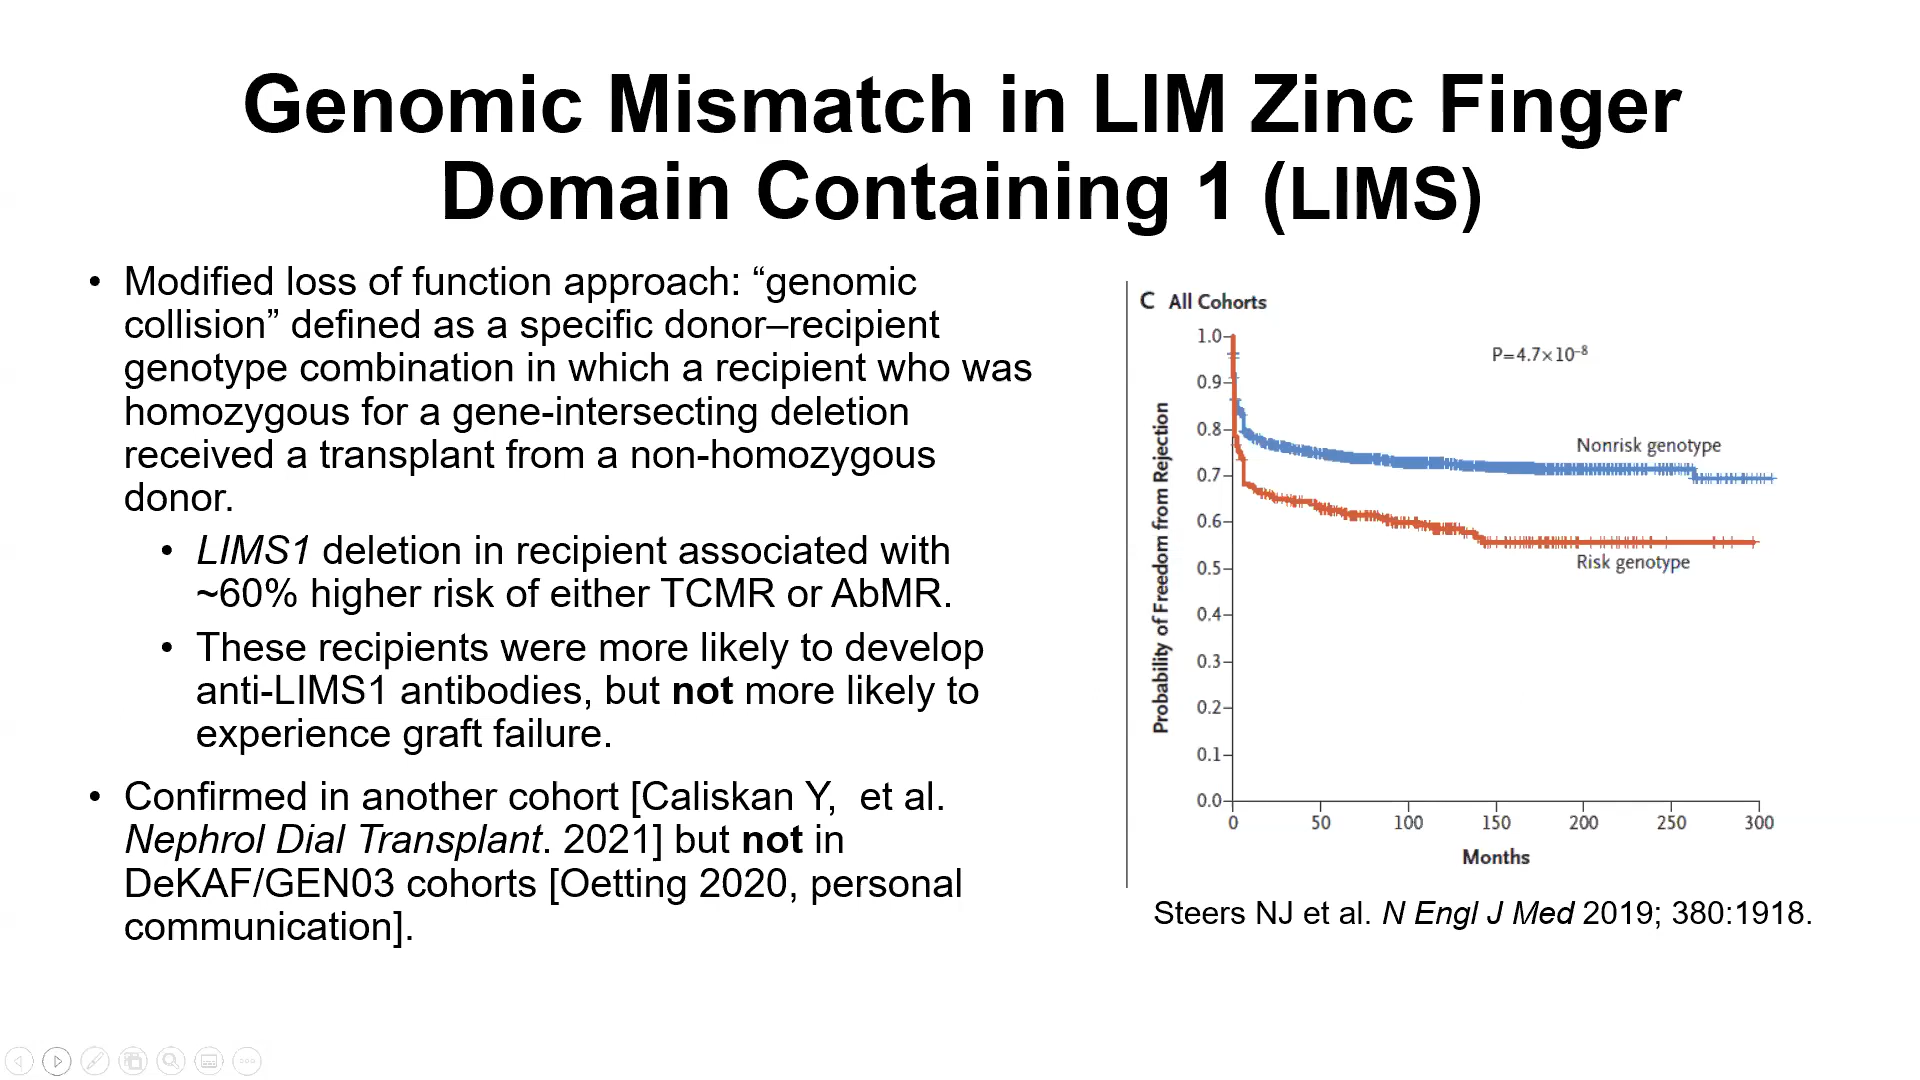 Genomic Mismatch in LIM Zinc Finger
Domain Containing 1 (LIMS)
• Modified loss of function approach: “genomic
collision” defined as a specific donor–recipient
genotype combination in which a recipient who was
homozygous for a gene-intersecting deletion
received a transplant from a non-homozygous
donor.
• LIMS1 deletion in recipient associated with
~60% higher risk of either TCMR or AbMR.
• These recipients were more likely to develop
anti-LIMS1 antibodies, but not more likely to
experience graft failure.
• Confirmed in another cohort [Caliskan Y,  et al.
Nephrol Dial Transplant. 2021] but not in
DeKAF/GEN03 cohorts [Oetting 2020, personal
communication].
C All Cohorts
P=4.7×10⁻⁸
Probability of Freedom from Rejection
1.0
0.9
0.8
0.7
0.6
0.5
0.4
0.3
0.2
0.1
0.0
Nonrisk genotype
Risk genotype
0 50 100 150 200 250 300
Months
Steers NJ et al. N Engl J Med 2019; 380:1918.